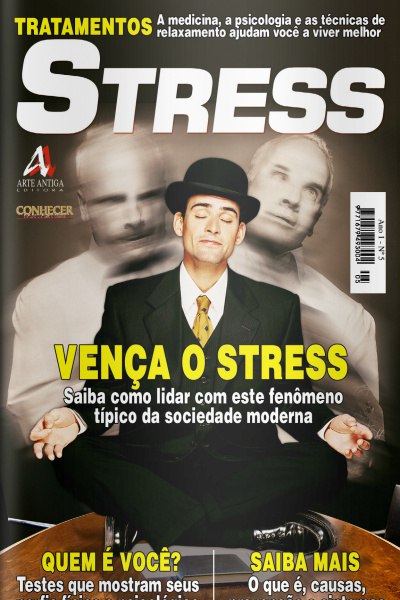 TRATAMENTOS
A medicina, a psicologia e as técnicas de
relaxamento ajudam você a viver melhor
STRESS
ARTE ANTIGA
EDITORA
CONHECER
Ano 1 - Nº 5
9771679493004
05
VENÇA O STRESS
Saiba como lidar com este fenômeno
típico da sociedade moderna
QUEM É VOCÊ?
Testes que mostram seus
SAIBA MAIS
O que é, causas,